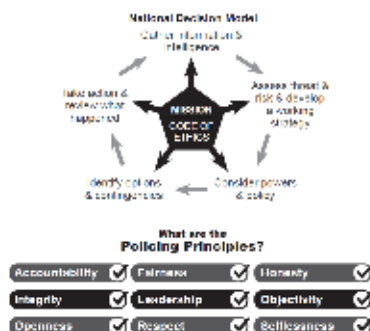 National Decision Model
Gather information &
intelligence
Take action &
review what
happened
Assess threat &
risk & develop
a working
strategy
MISSION
CODE OF
ETHICS
Identify options
& contingencies
Consider powers
& policy
What are the
Policing Principles?
Accountability
Fairness
Honesty
Integrity
Leadership
Objectivity
Openness
Respect
Selflessness